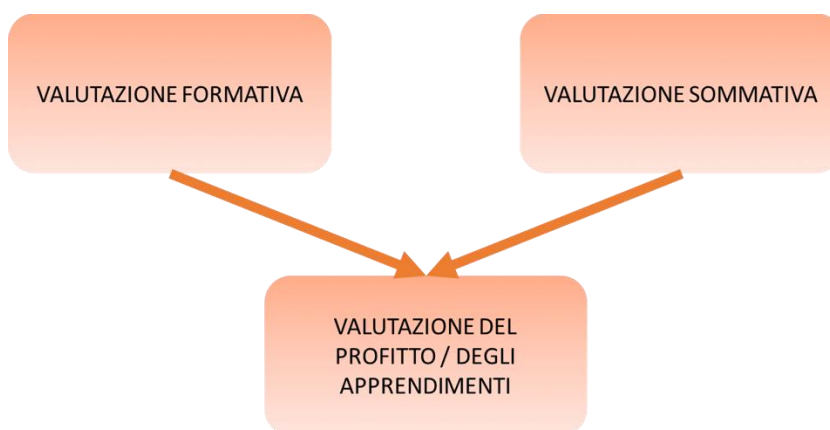 VALUTAZIONE FORMATIVA
VALUTAZIONE SOMMATIVA
VALUTAZIONE DEL
PROFITTO / DEGLI
APPRENDIMENTI